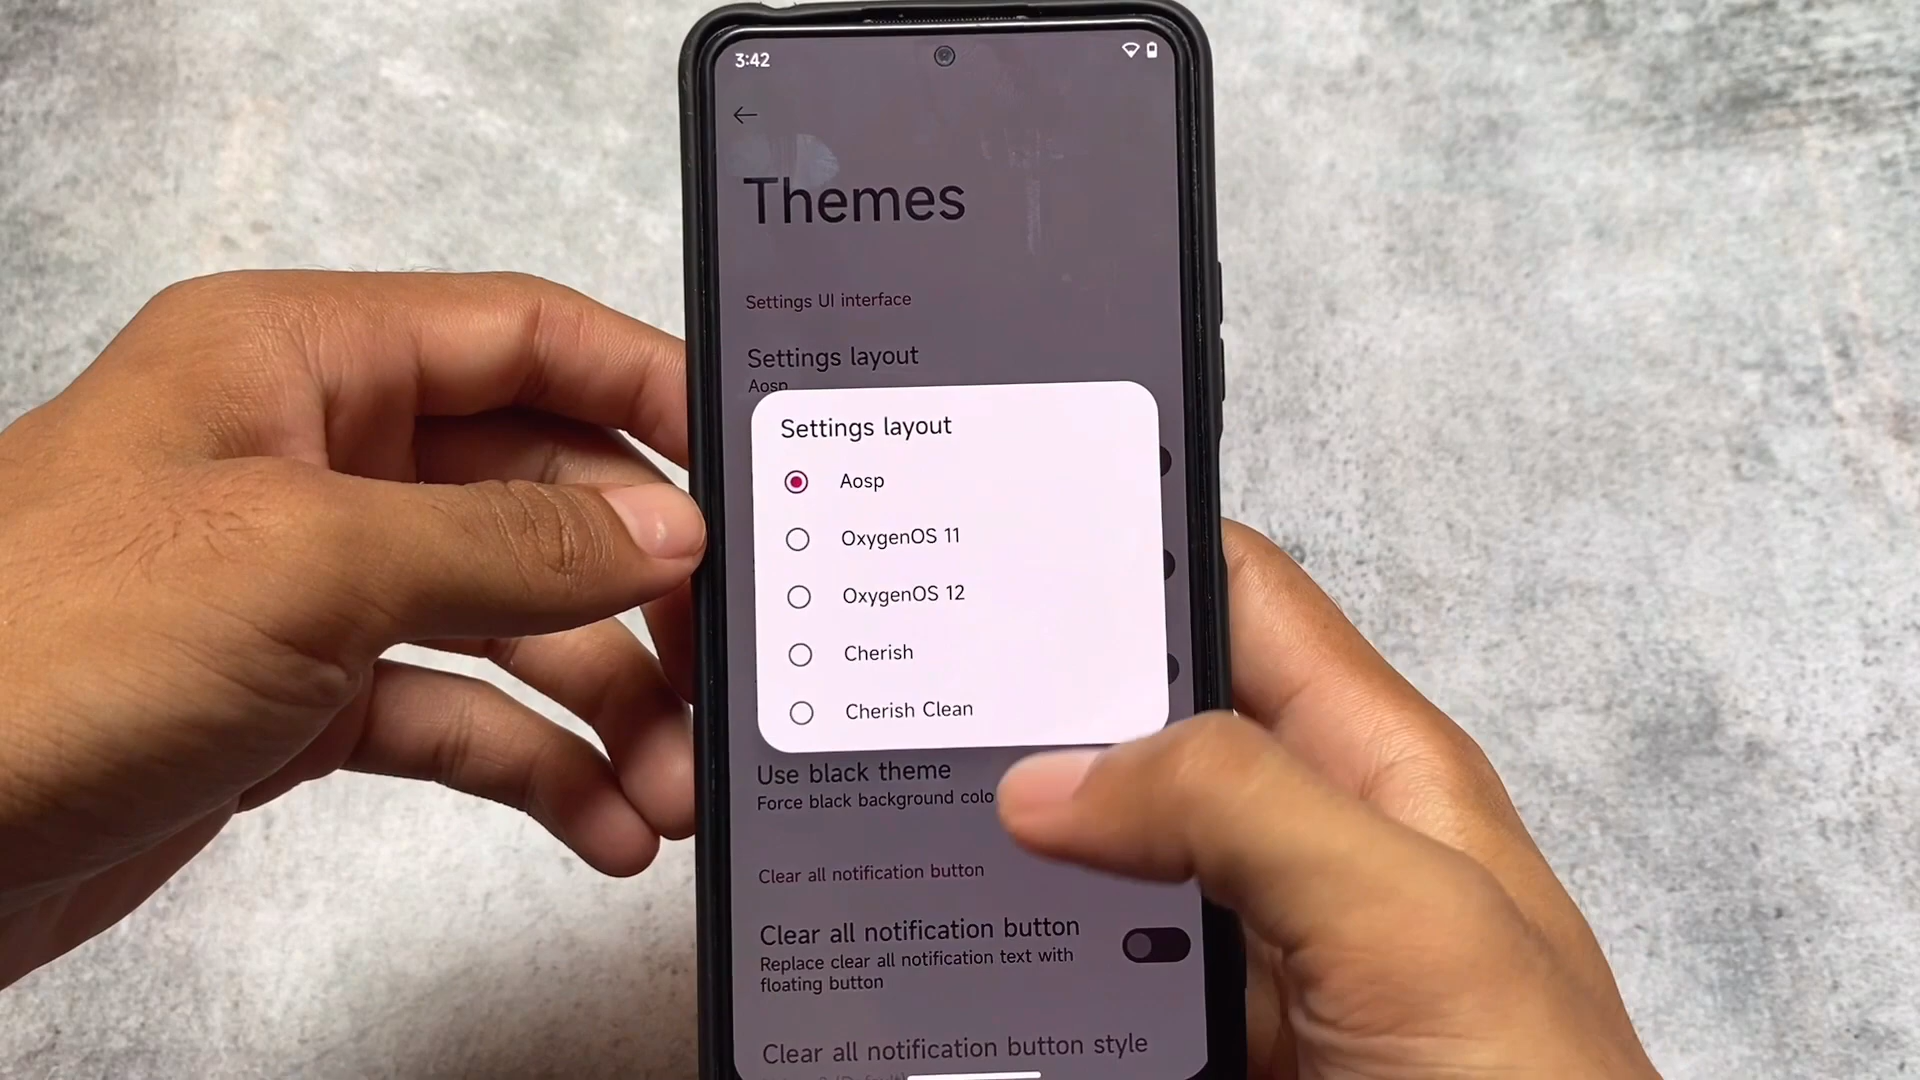 3:42
Themes
Settings UI interface
Settings layout
Aosp
Settings layout
Aosp
OxygenOS 11
OxygenOS 12
Cherish
Cherish Clean
Use black theme
Force black background colo
Clear all notification button
Clear all notification button
Replace clear all notification text with
floating button
Clear all notification button style